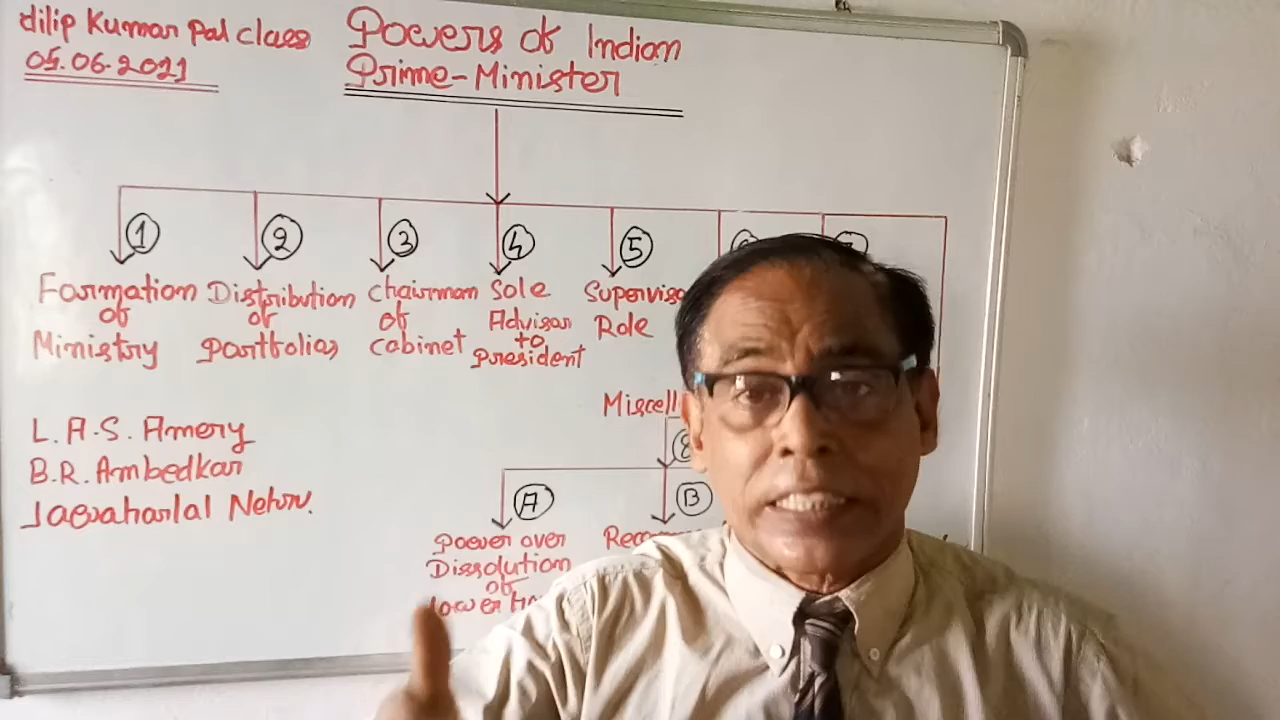 dilip Kumar Pal class
05.06.2021
Powers of Indian
Prime-Minister
1
2
3
4
5
Formation
of
Ministry
Distribution
of
portfolios
chairman
of
cabinet
Sole
Advisor
to
president
Role
L.A.S. Amery
B.R. Ambedkar
Jawaharlal Nehru.
8
A
B
power over
Dissolution
of
lower